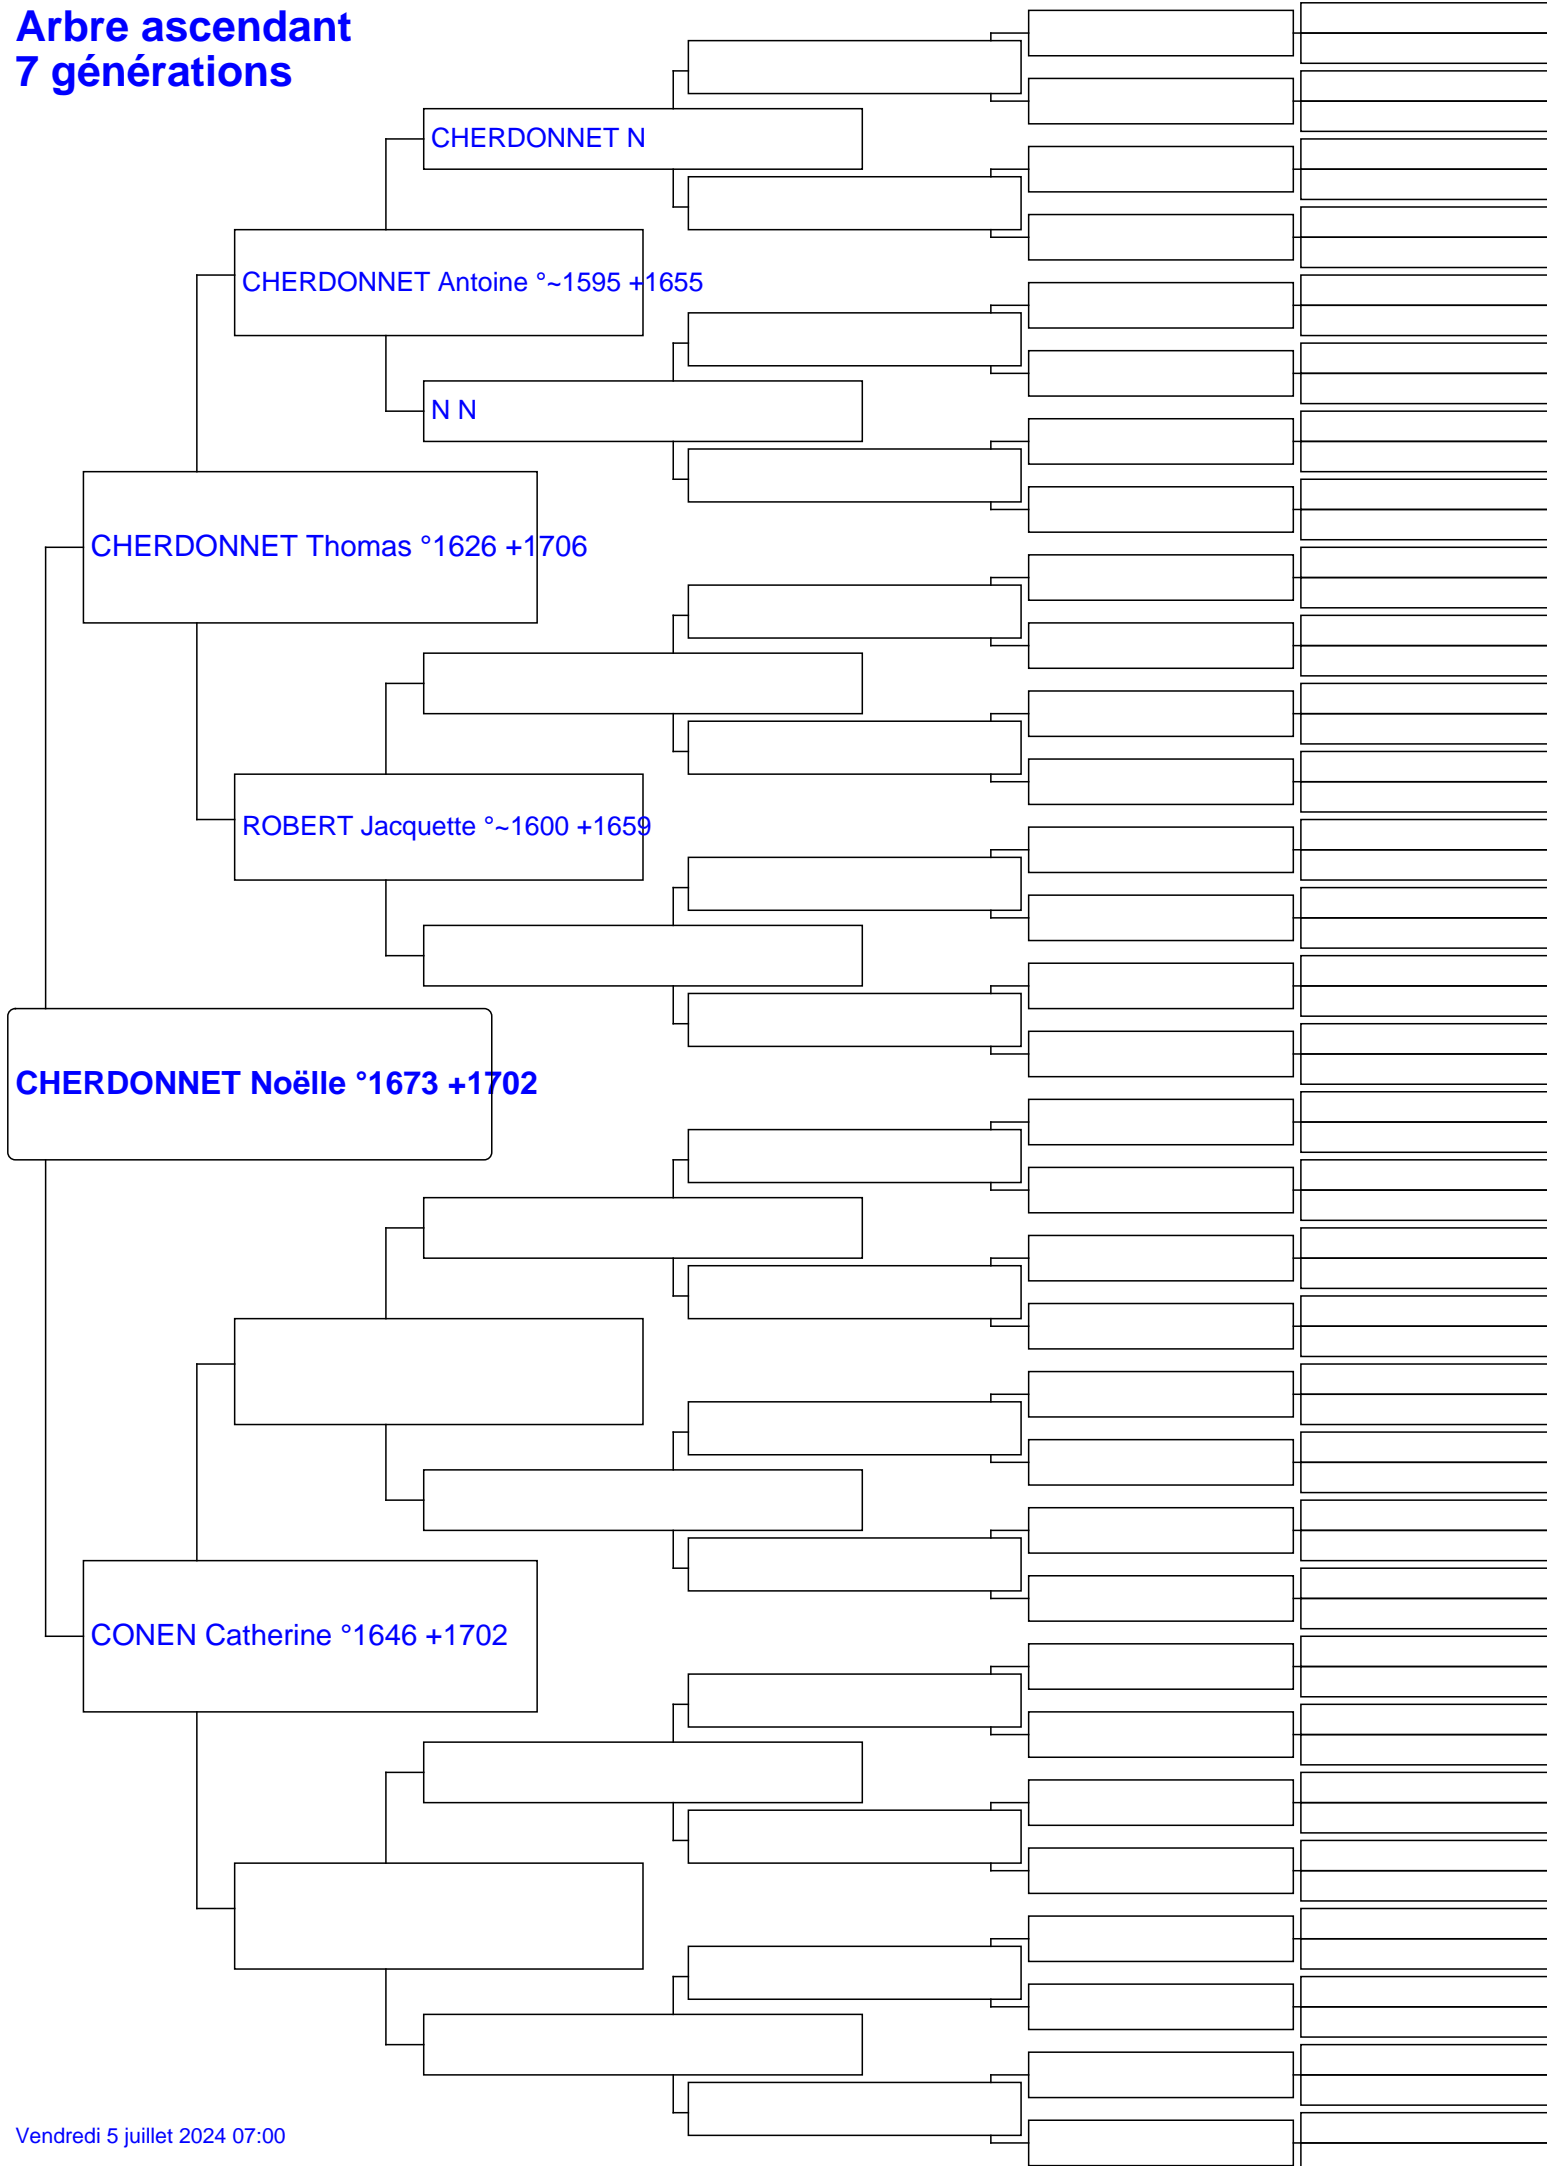 Arbre ascendant
7 générations
CHERDONNET N
CHERDONNET Antoine °~1595 +1655
N N
CHERDONNET Thomas °1626 +1706
ROBERT Jacquette °~1600 +1659
CHERDONNET Noëlle °1673 +1702
CONEN Catherine °1646 +1702
Vendredi 5 juillet 2024 07:00